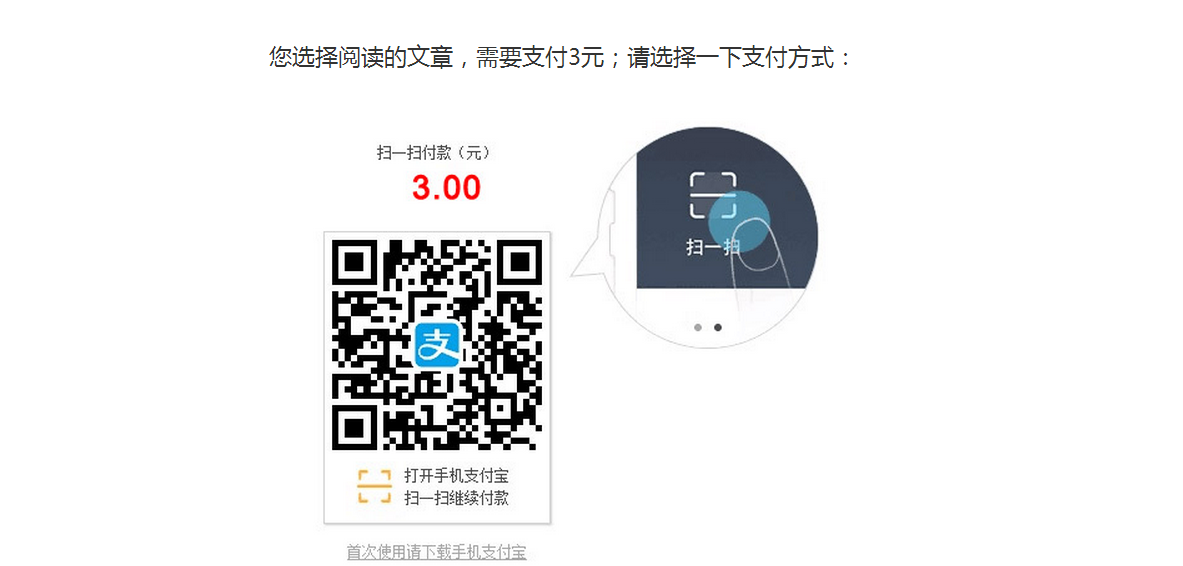 您选择阅读的文章，需要支付3元；请选择一下支付方式：
扫一扫付款（元）
3.00
扫一扫
支
打开手机支付宝
扫一扫继续付款
首次使用请下载手机支付宝